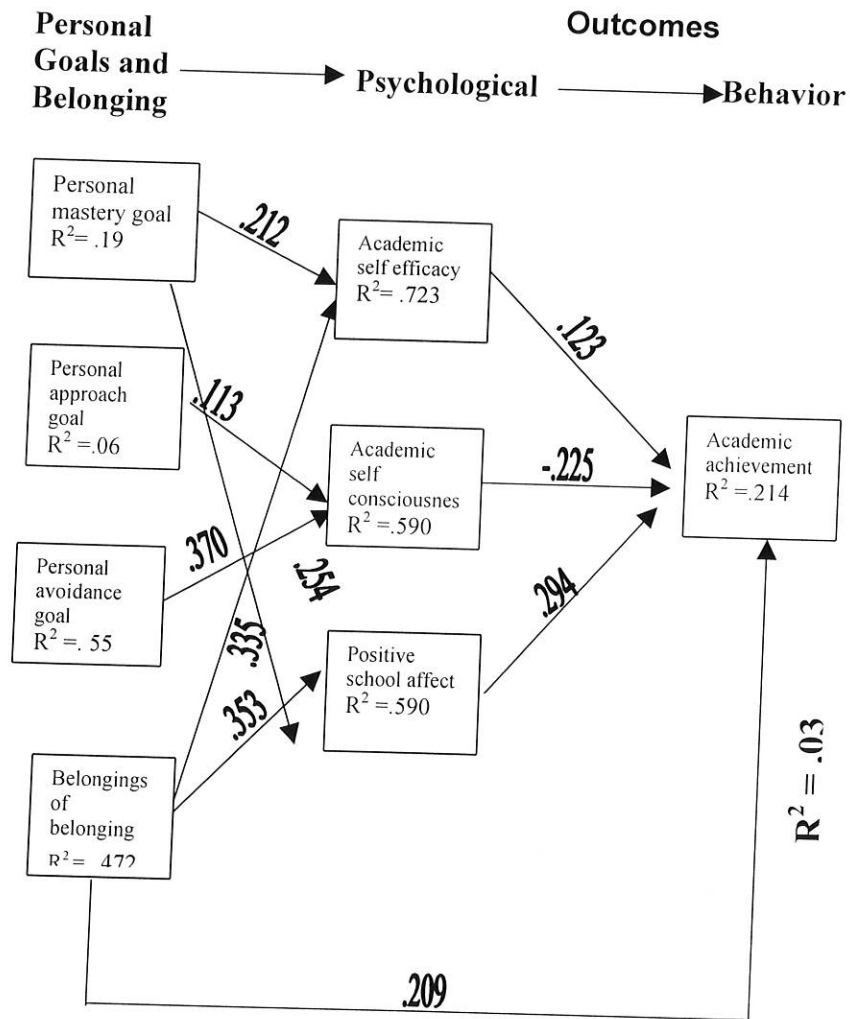 Outcomes
Personal
Goals and
Belonging
Psychological
Behavior
Personal
mastery goal
R²= .19
.212
Academic
self efficacy
R²= .723
.123
Personal
approach
goal
R² =.06
.113
Academic
self
consciousnes
R² =.590
-.225
Academic
achievement
R² =.214
Personal
avoidance
goal
R² =. 55
.370
.254
.335
.353
Positive
school affect
R² =.590
.294
Belongings
of
belonging
R² = .472
R² = .03
.209